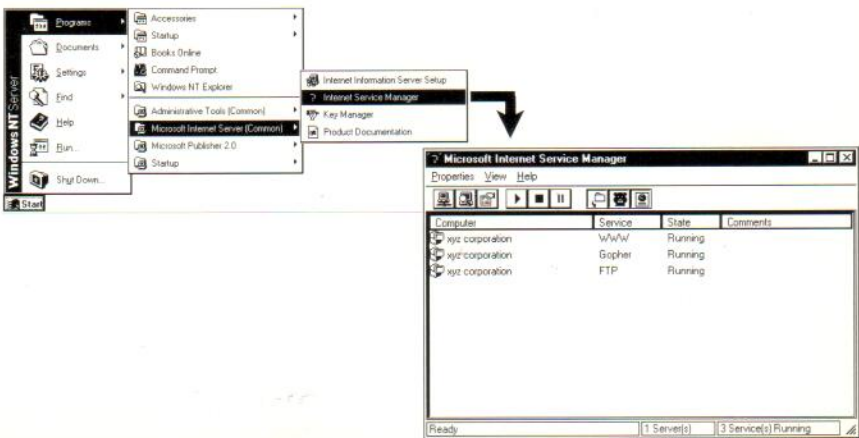 Windows NT Server
Programs
Documents
Settings
Find
Help
Run...
Shut Down...
Start
Accessories
Startup
Books Online
Command Prompt
Windows NT Explorer
Administrative Tools (Common)
Microsoft Internet Server (Common)
Microsoft Publisher 2.0
Startup
Internet Information Server Setup
Internet Service Manager
Key Manager
Product Documentation
Microsoft Internet Service Manager
Properties View Help
Computer Service State Comments
xyz corporation WWW Running
xyz corporation Gopher Running
xyz corporation FTP Running
Ready 1 Server(s) 3 Service(s) Running